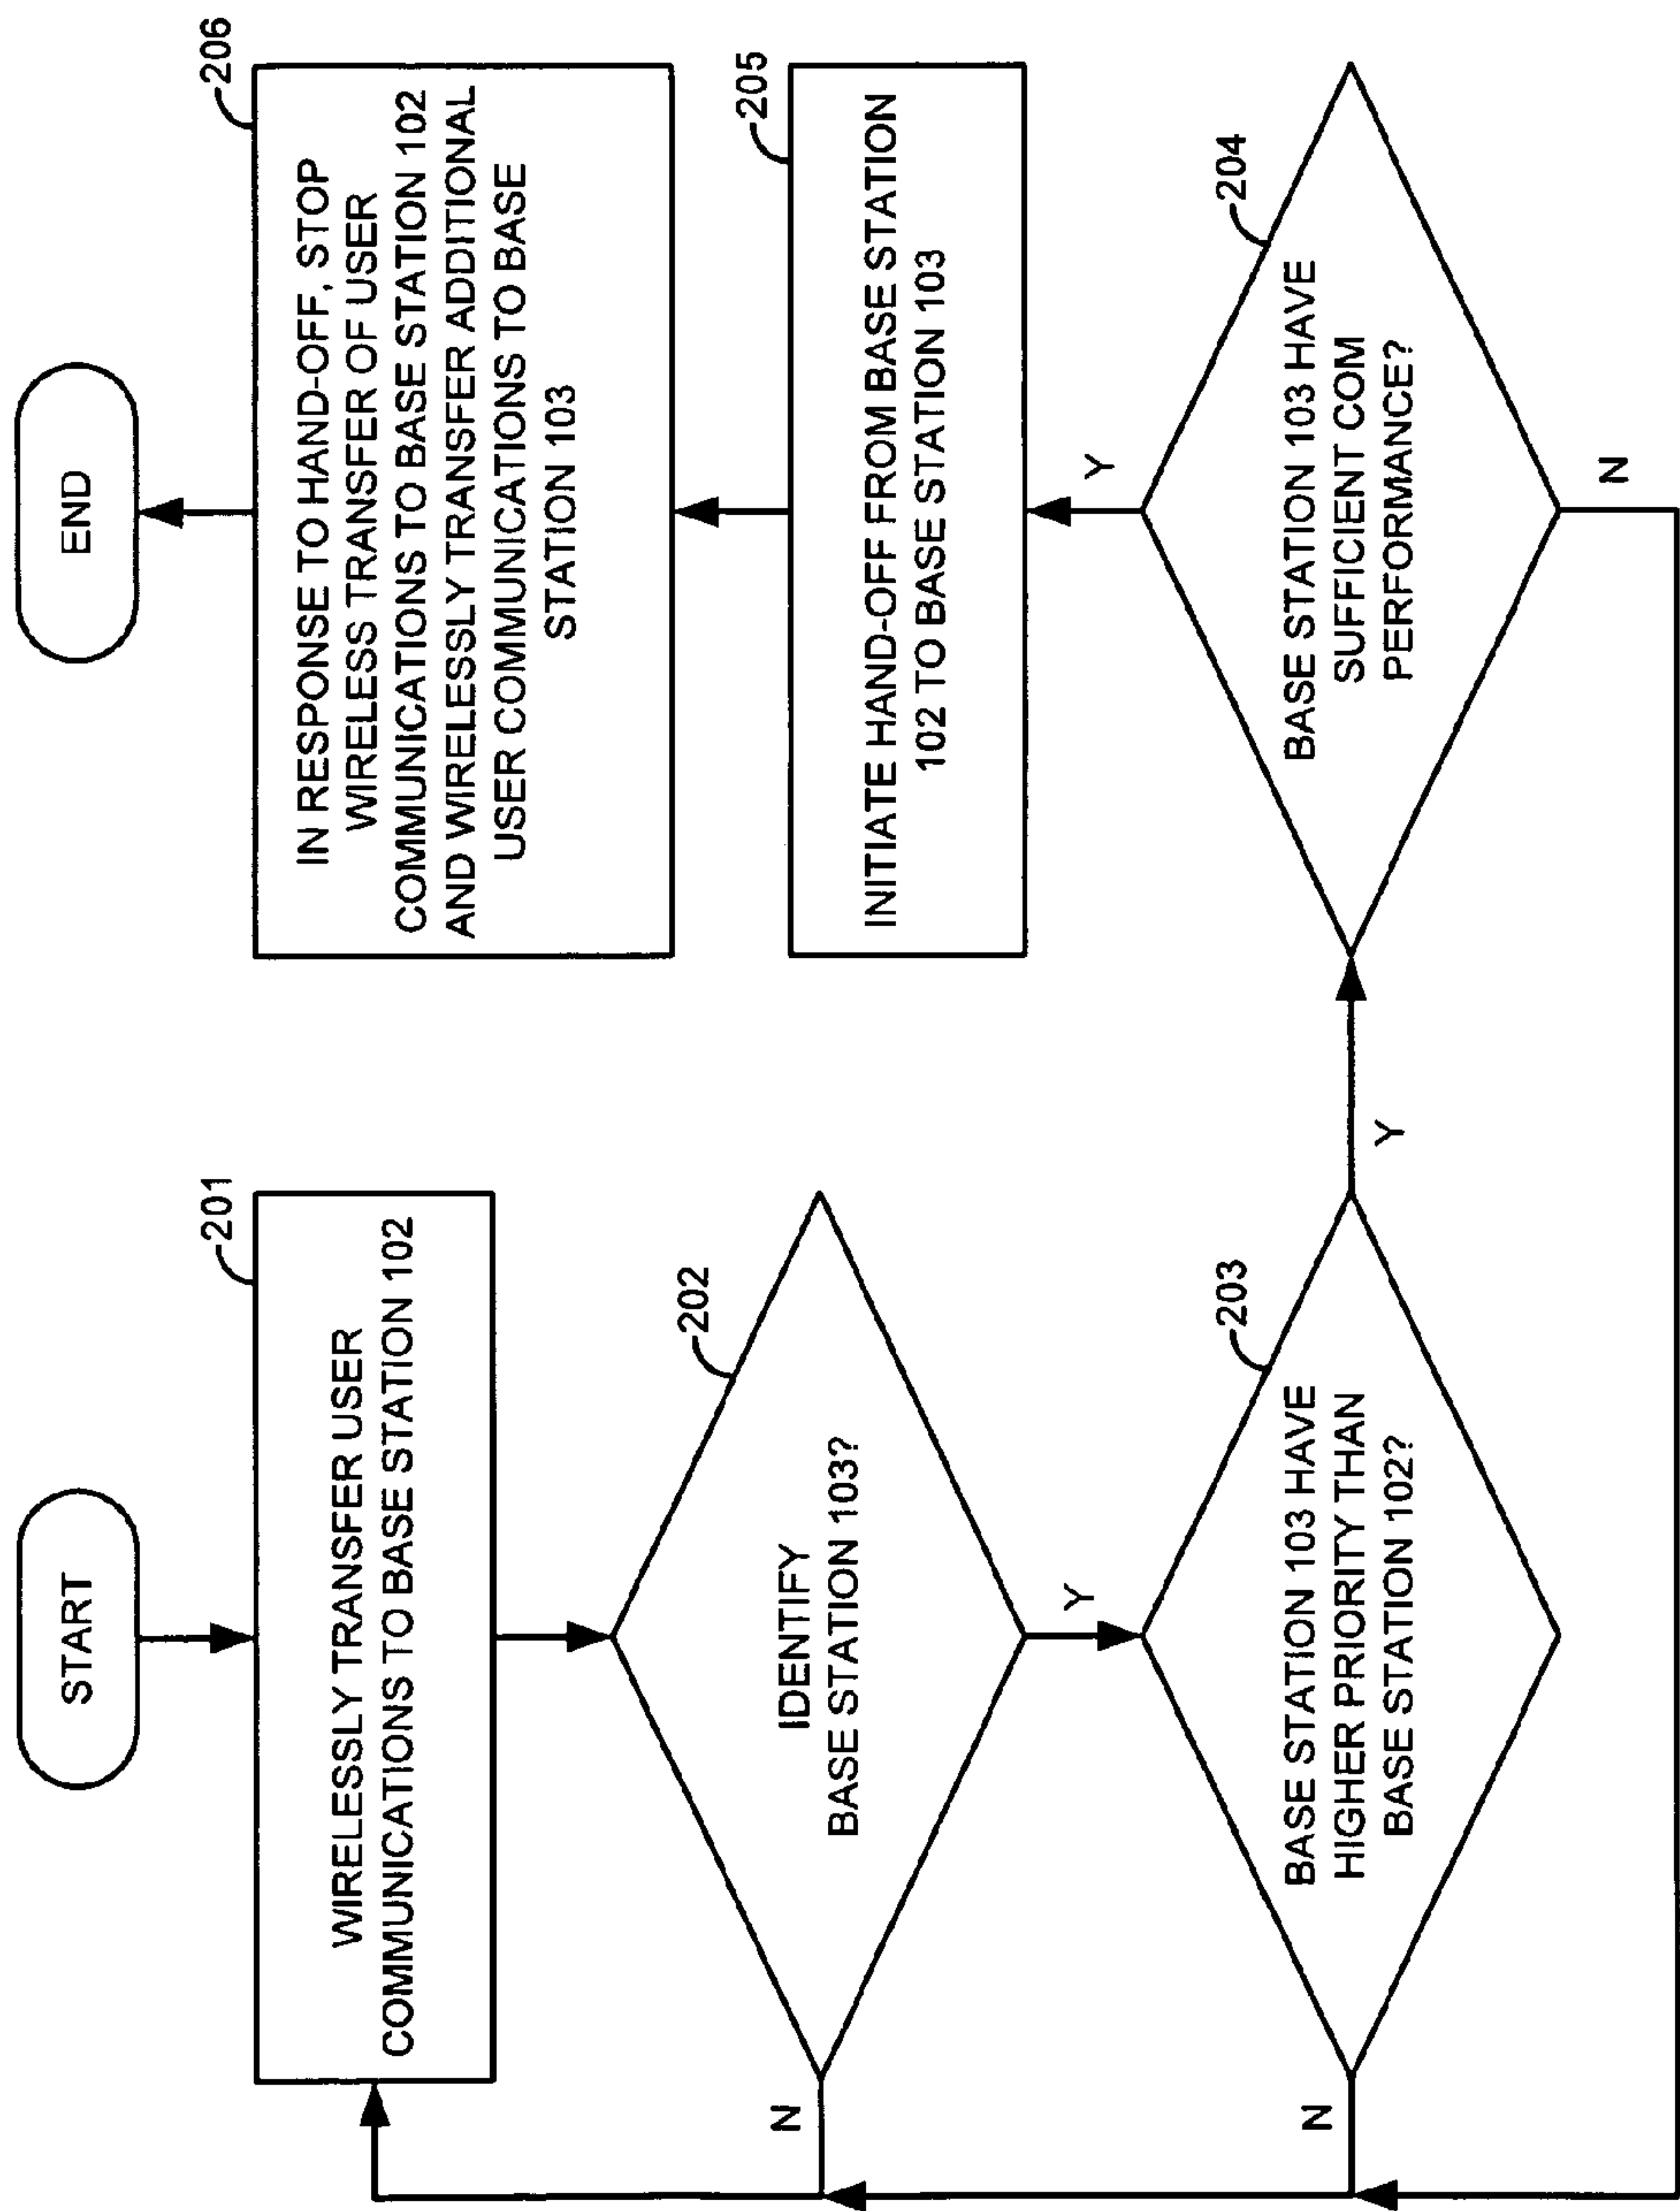 START
201
WIRELESSLY TRANSFER USER
COMMUNICATIONS TO BASE STATION 102
202
IDENTIFY
BASE STATION 103?
N
Y
203
BASE STATION 103 HAVE
HIGHER PRIORITY THAN
BASE STATION 102?
N
Y
204
BASE STATION 103 HAVE
SUFFICIENT COM
PERFORMANCE?
N
Y
205
INITIATE HAND-OFF FROM BASE STATION
102 TO BASE STATION 103
206
IN RESPONSE TO HAND-OFF, STOP
WIRELESS TRANSFER OF USER
COMMUNICATIONS TO BASE STATION 102
AND WIRELESSLY TRANSFER ADDITIONAL
USER COMMUNICATIONS TO BASE
STATION 103
END